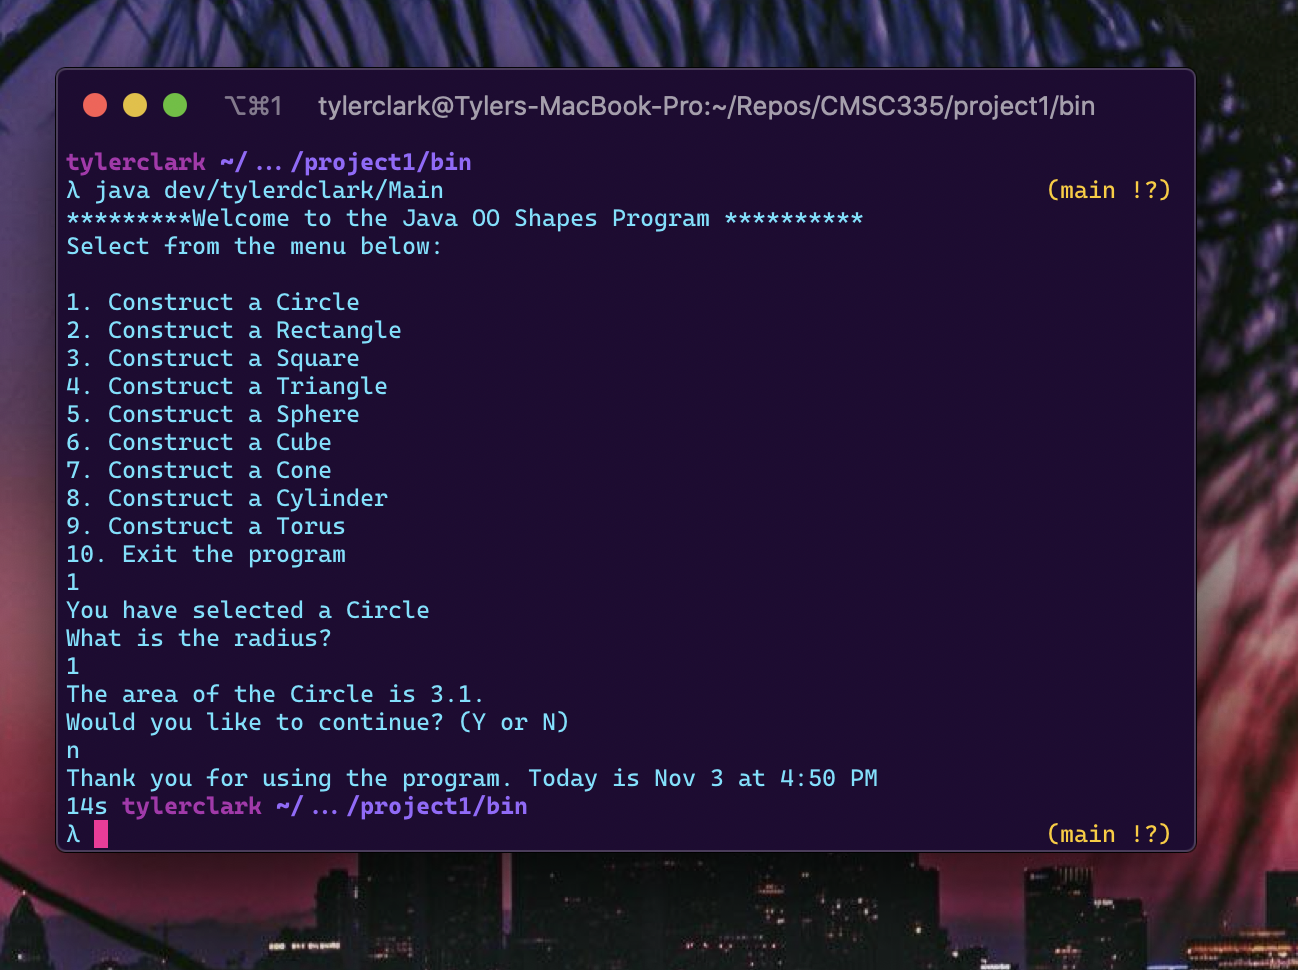 ⌥⌘1 tylerclark@Tylers-MacBook-Pro:~/Repos/CMSC335/project1/bin
tylerclark ~/ … /project1/bin
λ java dev/tylerdclark/Main (main !?)
*********Welcome to the Java OO Shapes Program **********
Select from the menu below:
1. Construct a Circle
2. Construct a Rectangle
3. Construct a Square
4. Construct a Triangle
5. Construct a Sphere
6. Construct a Cube
7. Construct a Cone
8. Construct a Cylinder
9. Construct a Torus
10. Exit the program
1
You have selected a Circle
What is the radius?
1
The area of the Circle is 3.1.
Would you like to continue? (Y or N)
n
Thank you for using the program. Today is Nov 3 at 4:50 PM
14s tylerclark ~/ … /project1/bin
λ (main !?)